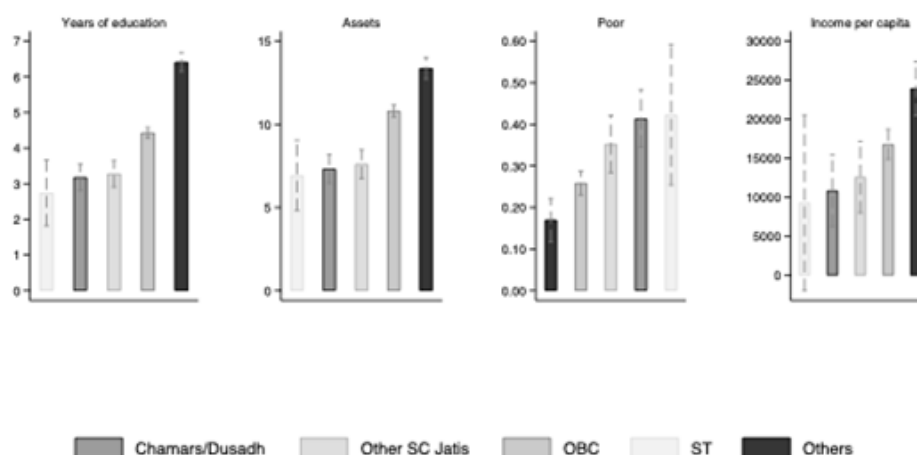 Years of education
7
6
5
4
3
2
1
0
Assets
15
10
5
0
Poor
0.60
0.50
0.40
0.30
0.20
0.10
0.00
Income per capita
30000
25000
20000
15000
10000
5000
0
Chamars/Dusadh
Other SC Jatis
OBC
ST
Others